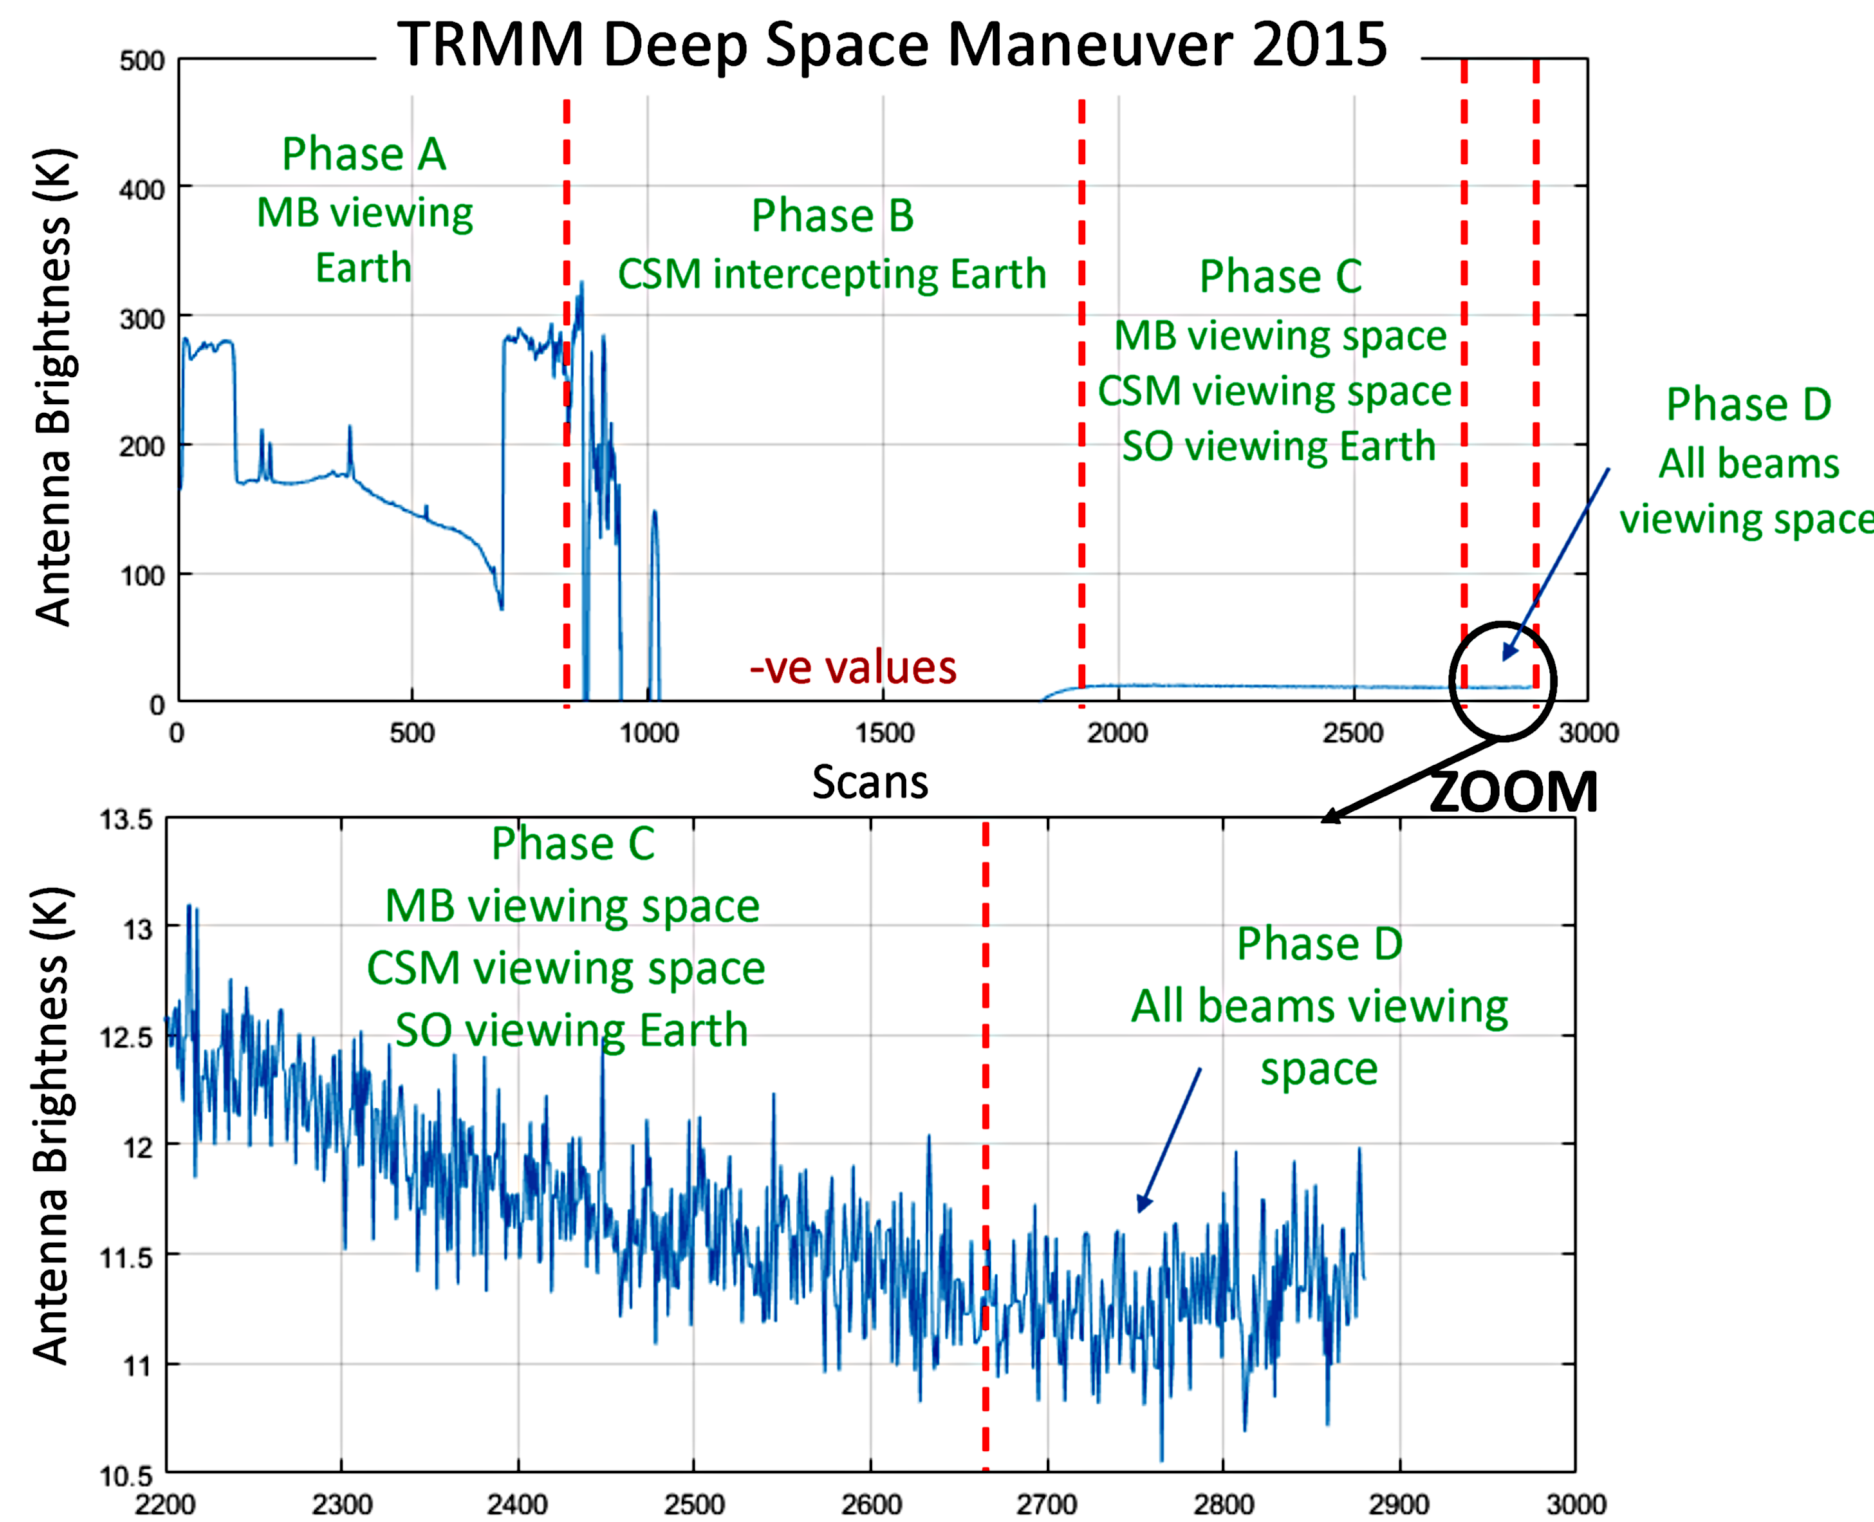 TRMM Deep Space Maneuver 2015
Antenna Brightness (K)
500
400
300
200
100
0
Phase A
MB viewing
Earth
Phase B
CSM intercepting Earth
Phase C
MB viewing space
CSM viewing space
SO viewing Earth
Phase D
All beams
viewing space
-ve values
0 500 1000 1500 2000 2500 3000
Scans
ZOOM
Antenna Brightness (K)
13.5
13
12.5
12
11.5
11
10.5
Phase C
MB viewing space
CSM viewing space
SO viewing Earth
Phase D
All beams viewing
space
2200 2300 2400 2500 2600 2700 2800 2900 3000